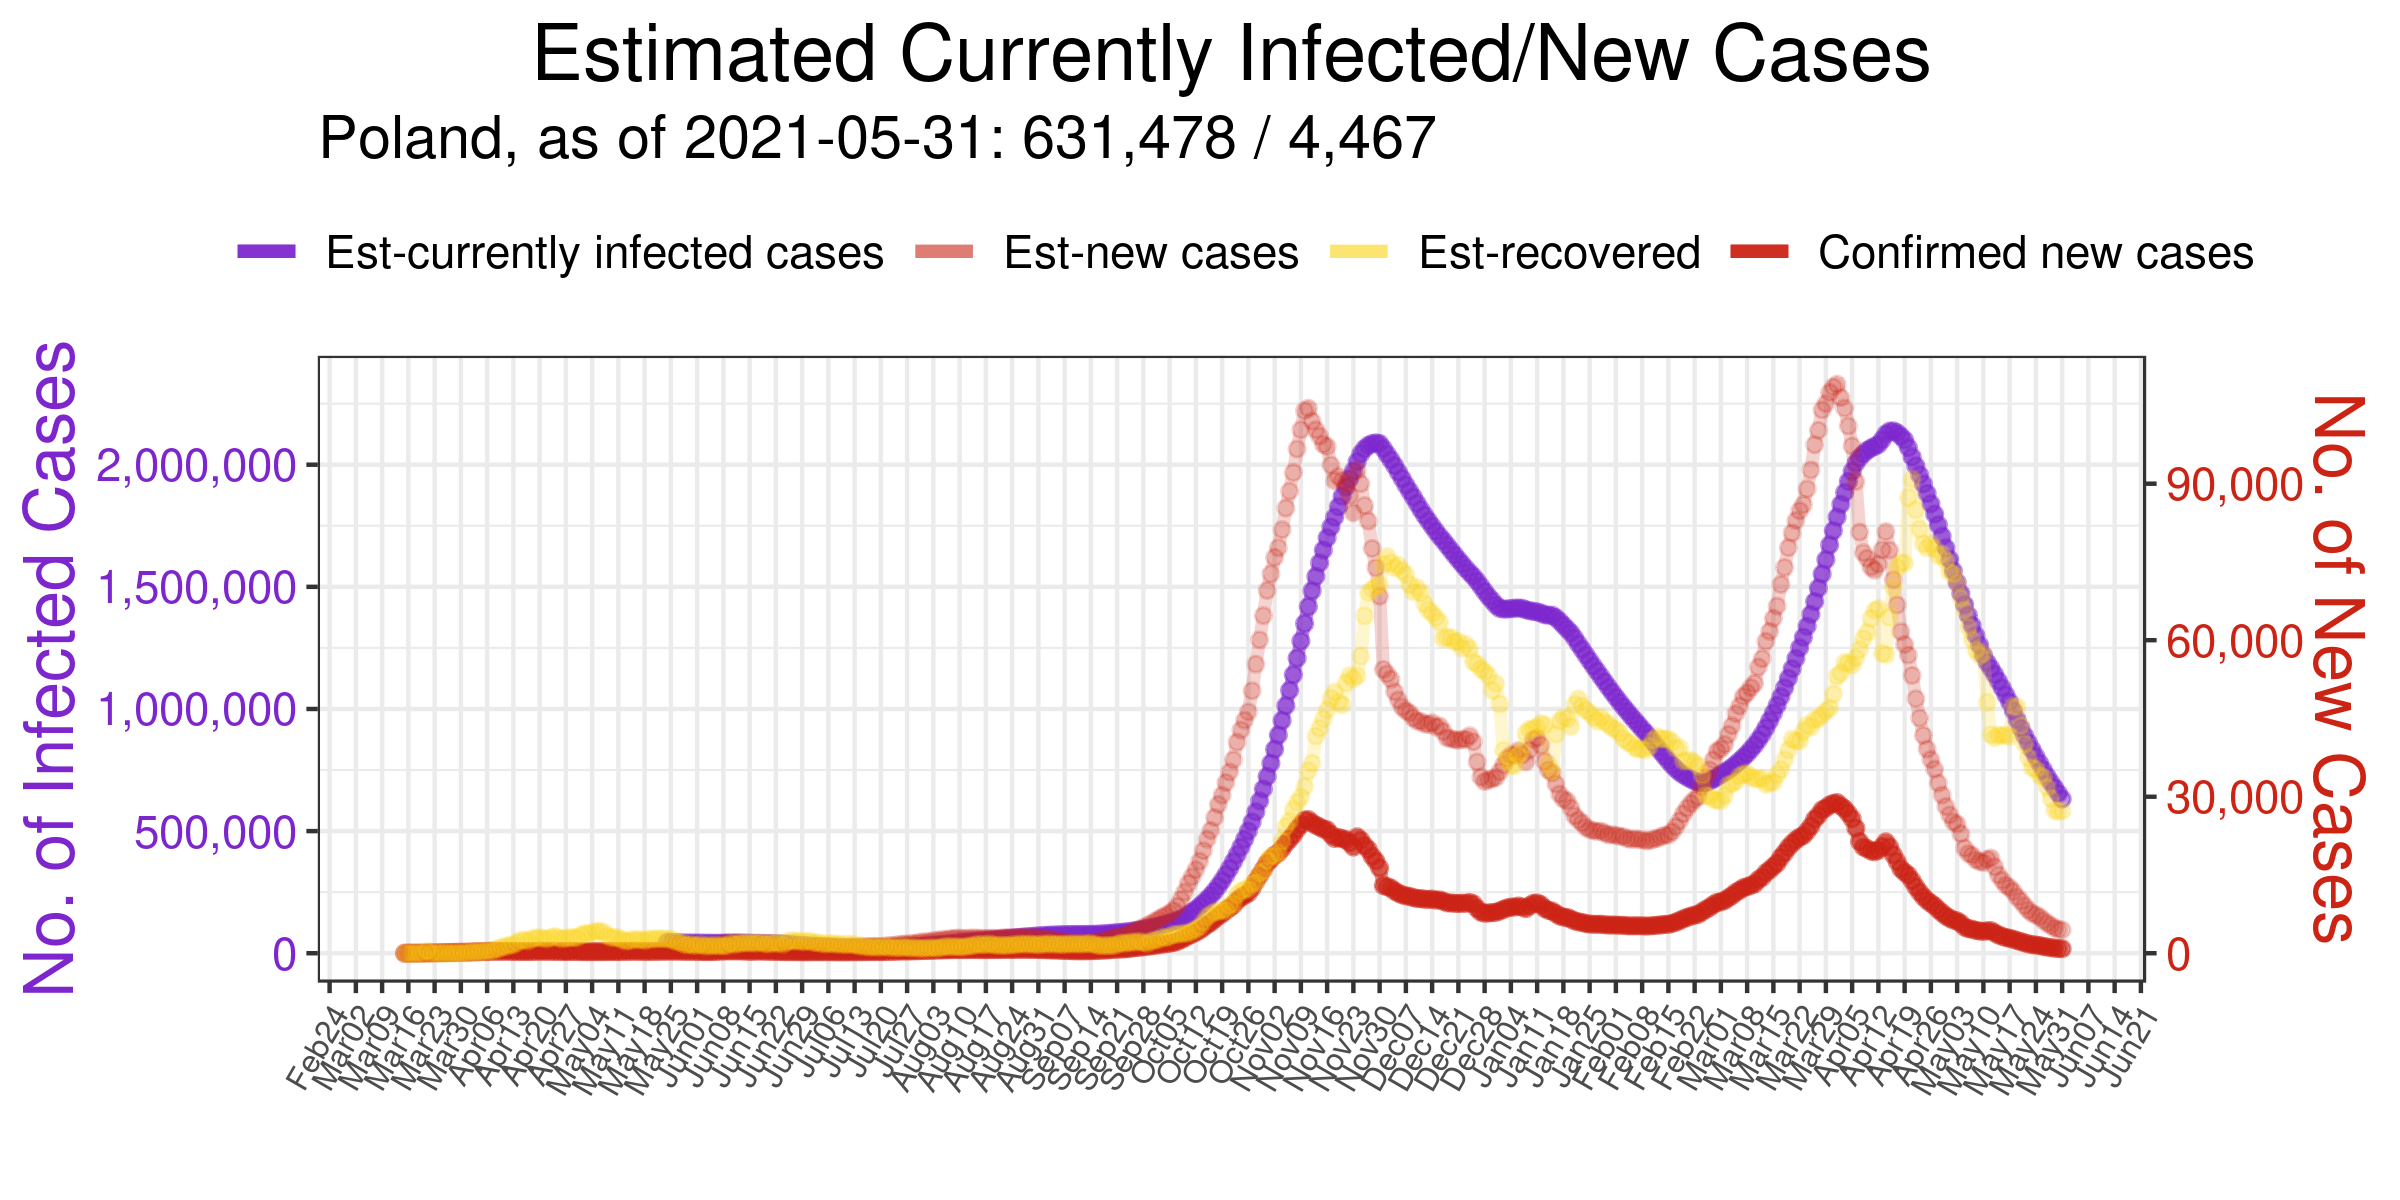 Estimated Currently Infected/New Cases
Poland, as of 2021-05-31: 631,478 / 4,467
Est-currently infected cases Est-new cases Est-recovered Confirmed new cases
No. of Infected Cases
2,000,000
1,500,000
1,000,000
500,000
0
No. of New Cases
90,000
60,000
30,000
0
Feb24 Mar02 Mar09 Mar16 Mar23 Mar30 Apr06 Apr13 Apr20 Apr27 May04 May11 May18 May25 Jun01 Jun08 Jun15 Jun22 Jun29 Jul06 Jul13 Jul20 Jul27 Aug03 Aug10 Aug17 Aug24 Aug31 Sep07 Sep14 Sep21 Sep28 Oct05 Oct12 Oct19 Oct26 Nov02 Nov09 Nov16 Nov23 Nov30 Dec07 Dec14 Dec21 Dec28 Jan04 Jan11 Jan18 Jan25 Feb01 Feb08 Feb15 Feb22 Mar01 Mar08 Mar15 Mar22 Mar29 Apr05 Apr12 Apr19 Apr26 May03 May10 May17 May24 May31 Jun07 Jun14 Jun21